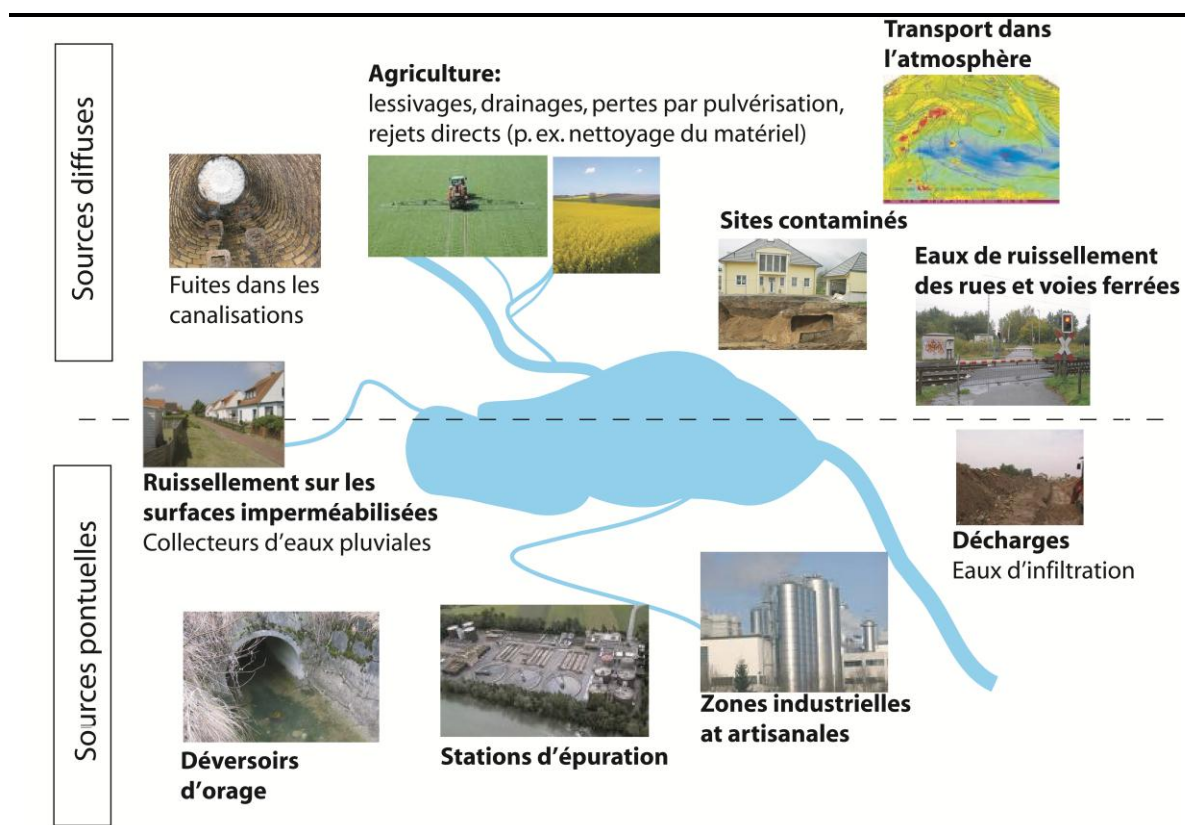 Transport dans
l'atmosphère
Agriculture:
lessivages, drainages, pertes par pulvérisation,
rejets directs (p. ex. nettoyage du matériel)
Sources diffuses
Fuites dans les
canalisations
Sites contaminés
Eaux de ruissellement
des rues et voies ferrées
Ruissellement sur les
surfaces imperméabilisées
Collecteurs d'eaux pluviales
Décharges
Eaux d'infiltration
Sources pontuelles
Déversoirs
d'orage
Stations d'épuration
Zones industrielles
at artisanales